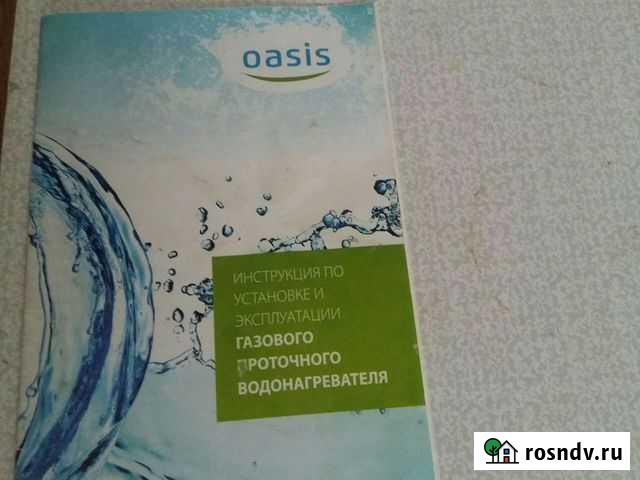 oasis
ИНСТРУКЦИЯ ПО
УСТАНОВКЕ И
ЭКСПЛУАТАЦИИ
ГАЗОВОГО
ПРОТОЧНОГО
ВОДОНАГРЕВАТЕЛЯ
rosndv.ru